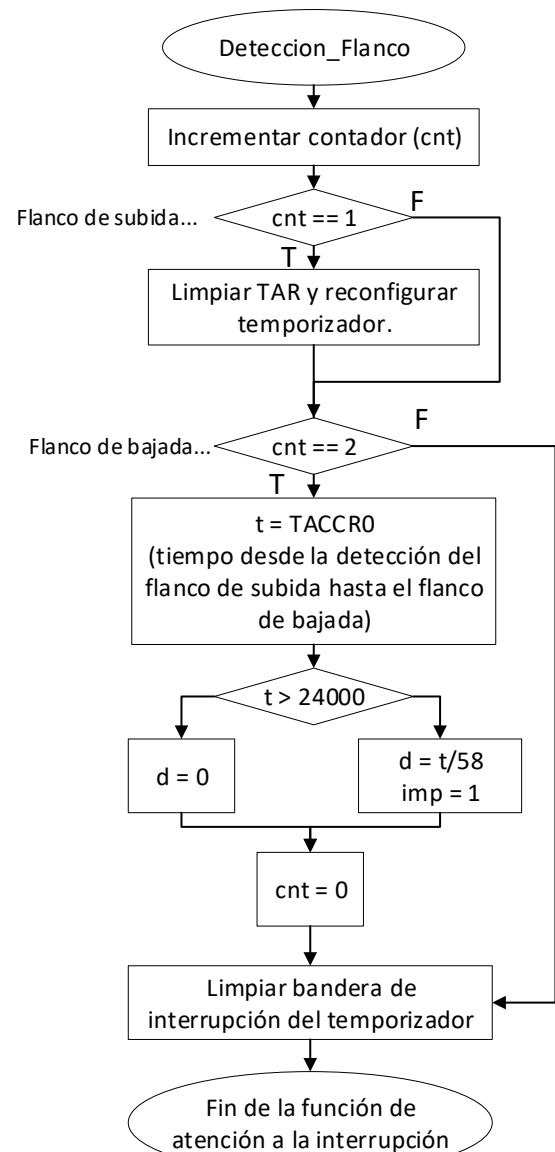 Deteccion_Flanco
Incrementar contador (cnt)
Flanco de subida...
cnt == 1
F
T
Limpiar TAR y reconfigurar
temporizador.
Flanco de bajada...
cnt == 2
F
T
t = TACCR0
(tiempo desde la detección del
flanco de subida hasta el flanco
de bajada)
t > 24000
d = 0
d = t/58
imp = 1
cnt = 0
Limpiar bandera de
interrupción del temporizador
Fin de la función de
atención a la interrupción